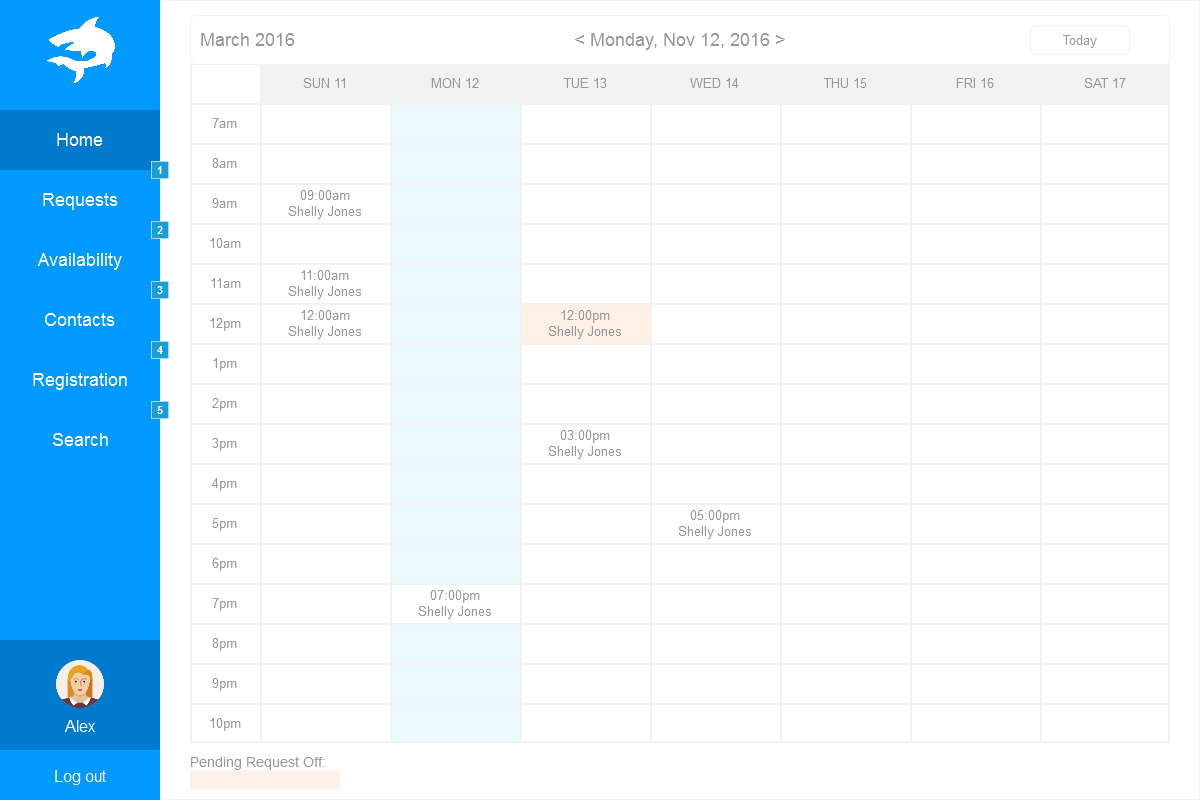 Home
1
Requests
2
Availability
3
Contacts
4
Registration
5
Search
Alex
Log out
March 2016
< Monday, Nov 12, 2016 >
Today
SUN 11 MON 12 TUE 13 WED 14 THU 15 FRI 16 SAT 17
7am
8am
9am
09:00am
Shelly Jones
10am
11am
11:00am
Shelly Jones
12pm
12:00am
Shelly Jones
12:00pm
Shelly Jones
1pm
2pm
3pm
03:00pm
Shelly Jones
4pm
5pm
05:00pm
Shelly Jones
6pm
7pm
07:00pm
Shelly Jones
8pm
9pm
10pm
Pending Request Off: